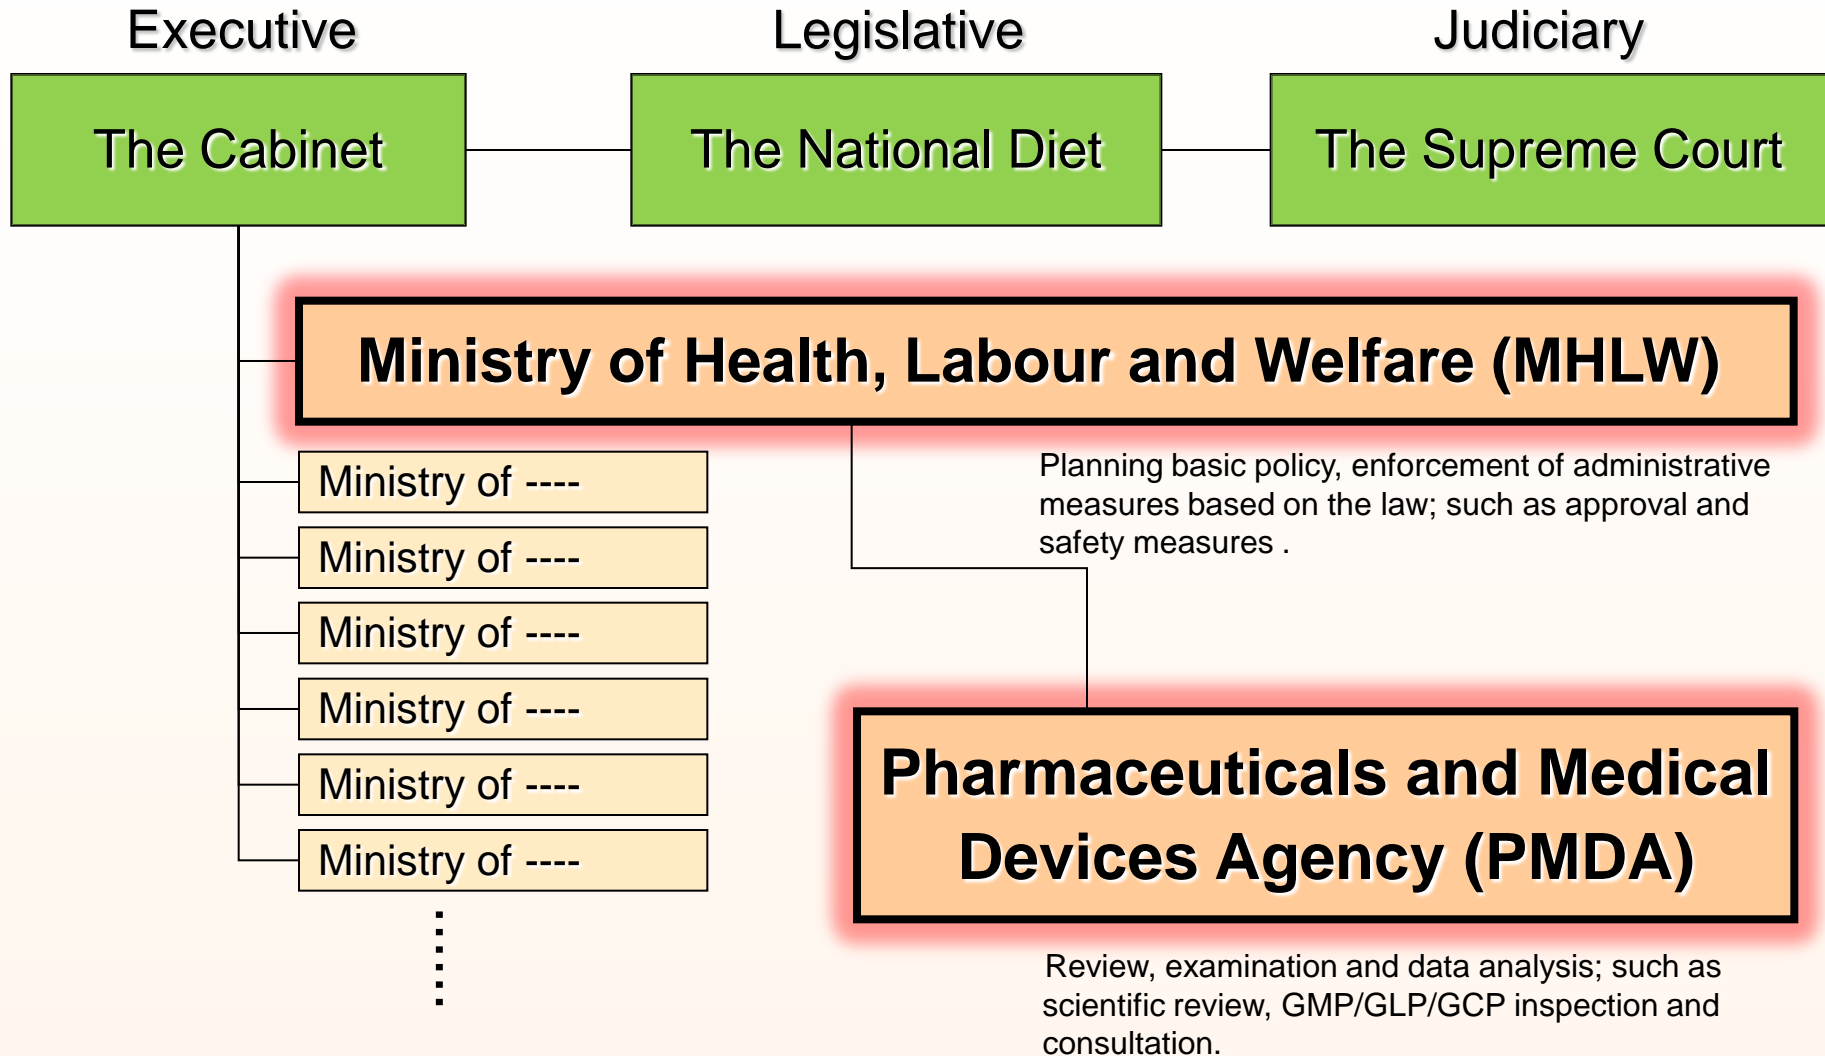 Executive
Legislative
Judiciary
The Cabinet
The National Diet
The Supreme Court
Ministry of Health, Labour and Welfare (MHLW)
Planning basic policy, enforcement of administrative
measures based on the law; such as approval and
safety measures .
Ministry of ----
Ministry of ----
Ministry of ----
Ministry of ----
Ministry of ----
Ministry of ----
Pharmaceuticals and Medical
Devices Agency (PMDA)
Review, examination and data analysis; such as
scientific review, GMP/GLP/GCP inspection and
consultation.